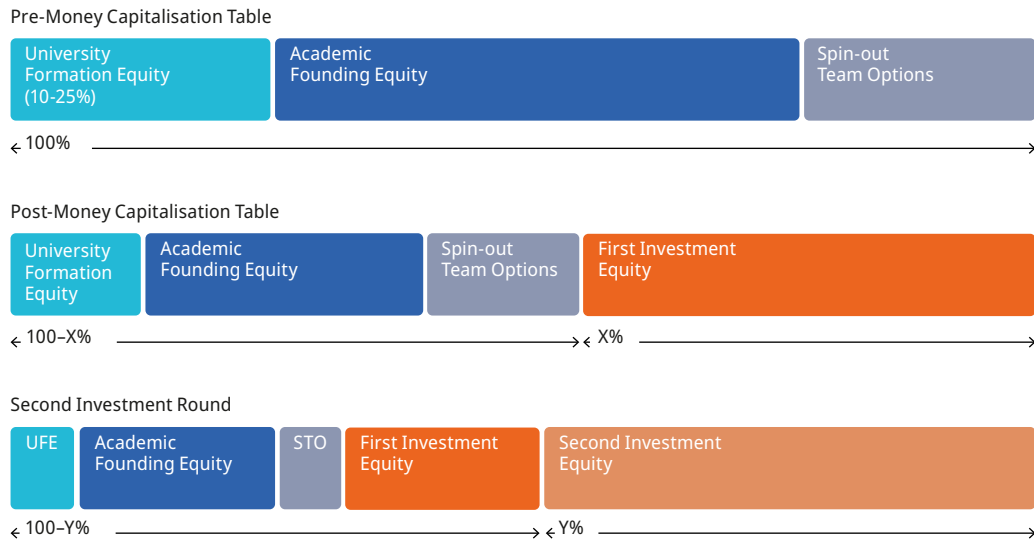 Pre-Money Capitalisation Table
University
Formation Equity
(10-25%)
Academic
Founding Equity
Spin-out
Team Options
100%
Post-Money Capitalisation Table
University
Formation
Equity
Academic
Founding Equity
Spin-out
Team Options
First Investment
Equity
100–X%
X%
Second Investment Round
UFE
Academic
Founding Equity
STO
First Investment
Equity
Second Investment
Equity
100–Y%
Y%